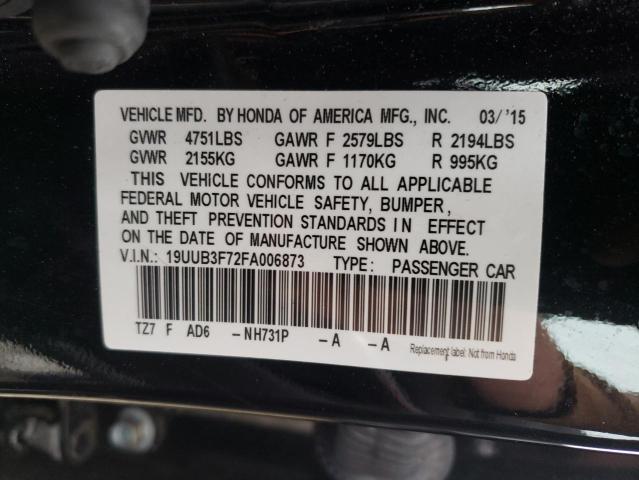 VEHICLE MFD. BY HONDA OF AMERICA MFG., INC. 03/ '15
GVWR 4751LBS GAWR F 2579LBS R 2194LBS
GVWR 2155KG GAWR F 1170KG R 995KG
THIS VEHICLE CONFORMS TO ALL APPLICABLE
FEDERAL MOTOR VEHICLE SAFETY, BUMPER,
AND THEFT PREVENTION STANDARDS IN EFFECT
ON THE DATE OF MANUFACTURE SHOWN ABOVE.
V.I.N.: 19UUB3F72FA006873 TYPE: PASSENGER CAR
TZ7 F AD6 –NH731P –A –A
Replacement label: Not from Honda